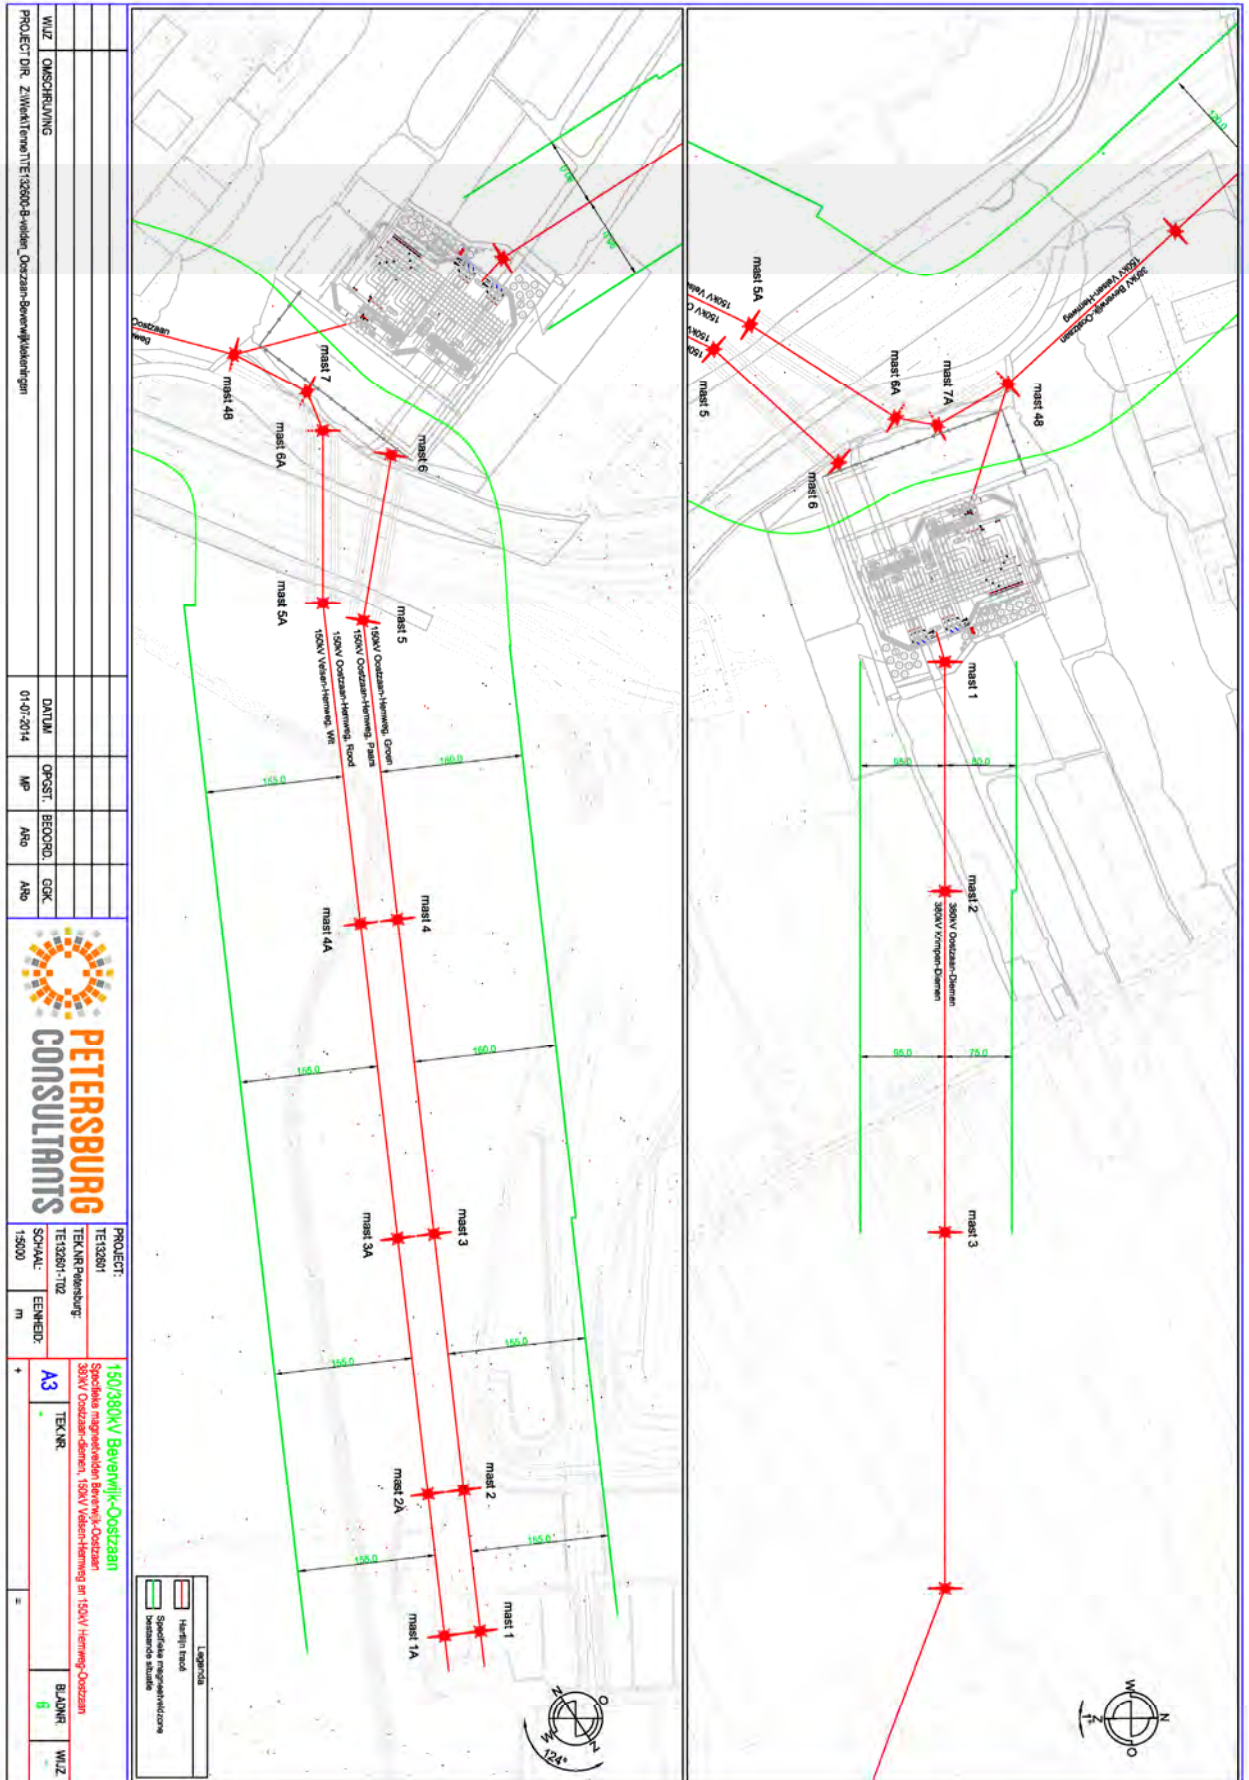 120.0
380kV Beverwijk-Oostzaan
150kV Velsen-Hemweg
mast 5A
mast 5
mast 6A
mast 7A
mast 48
mast 6
mast 1
95.0
80.0
mast 2
380kV Oostzaan-Diemen
380kV Krimpen-Diemen
95.0
75.0
mast 3
N
W
O
Z
1°
mast 48
mast 7
mast 6A
mast 6
mast 5A
mast 5
150kV Oostzaan-Hemweg, Groen
150kV Oostzaan-Hemweg, Paars
150kV Oostzaan-Hemweg, Rood
150kV Velsen-Hemweg, Wit
160.0
155.0
mast 4
mast 4A
160.0
155.0
mast 3
mast 3A
155.0
155.0
mast 2
mast 2A
155.0
155.0
mast 1
mast 1A
O
N
Z
W
124°
Legenda
Hartlijn tracé
Specifieke magneetveldzone
bestaande situatie
WIJZ
OMSCHRIJVING
DATUM
OPGST.
BEOORD.
GGK.
01-07-2014
MP
ARo
ARo
PETERSBURG
CONSULTANTS
PROJECT:
TE132601
TEK.NR.Petersburg:
TE132601-T02
SCHAAL:
EENHEID:
1:5000
m
150/380kV Beverwijk-Oostzaan
Specifieke magneetvelden Beverwijk-Oostzaan
380kV Oostzaan-diemen, 150kV Velsen-Hemweg en 150kV Hemweg-Oostzaan
A3
TEK.NR.
-
BLADNR.
6
WIJZ.
-
+
=